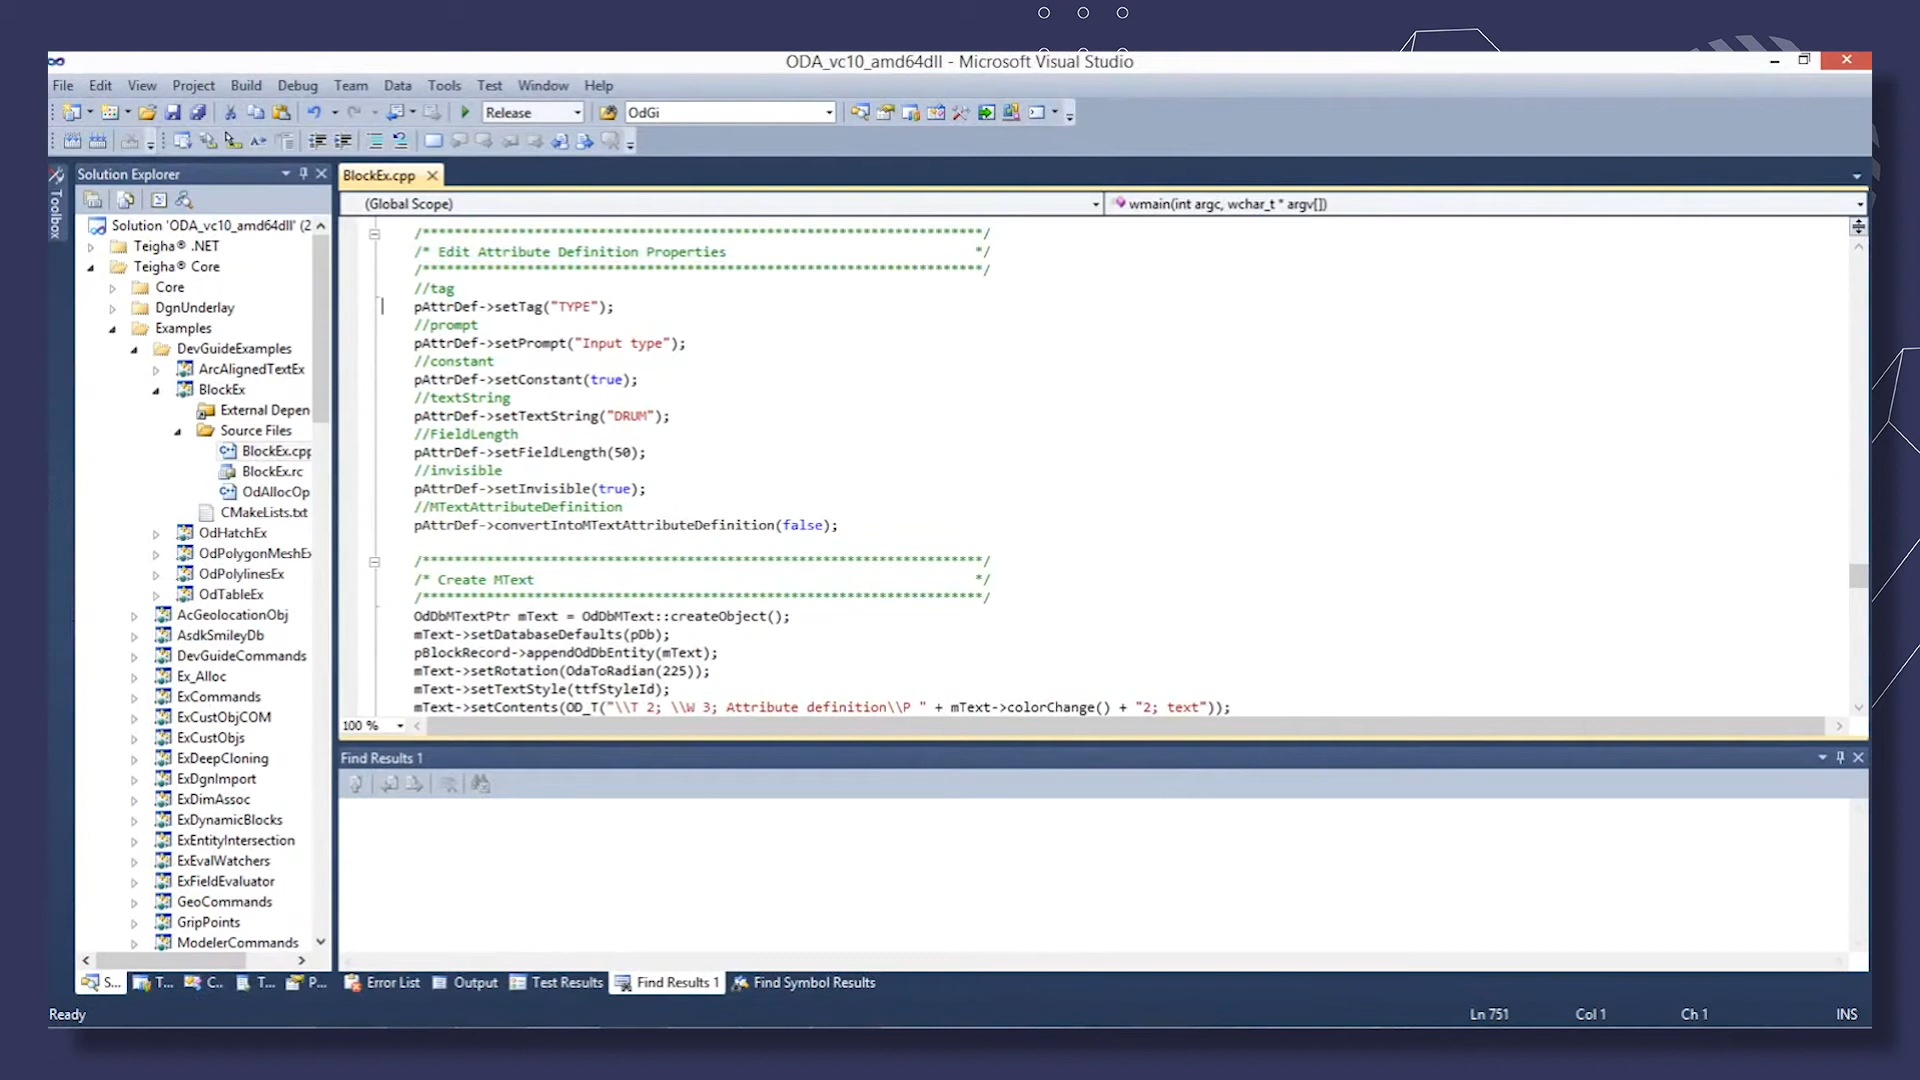 ODA_vc10_amd64dll - Microsoft Visual Studio
File Edit View Project Build Debug Team Data Tools Test Window Help
Release OdGi
Toolbox
Solution Explorer
Solution 'ODA_vc10_amd64dll' (2
Teigha® .NET
Teigha® Core
Core
DgnUnderlay
Examples
DevGuideExamples
ArcAlignedTextEx
BlockEx
External Depen
Source Files
BlockEx.cpp
BlockEx.rc
OdAllocOp
CMakeLists.txt
OdHatchEx
OdPolygonMeshEx
OdPolylinesEx
OdTableEx
AcGeolocationObj
AsdkSmileyDb
DevGuideCommands
Ex_Alloc
ExCommands
ExCustObjCOM
ExCustObjs
ExDeepCloning
ExDgnImport
ExDimAssoc
ExDynamicBlocks
ExEntityIntersection
ExEvalWatchers
ExFieldEvaluator
GeoCommands
GripPoints
ModelerCommands
S... T... C.. T... P...
BlockEx.cpp
(Global Scope) wmain(int argc, wchar_t * argv[])
/**********************************************************************/
/* Edit Attribute Definition Properties */
/**********************************************************************/
//tag
pAttrDef->setTag("TYPE");
//prompt
pAttrDef->setPrompt("Input type");
//constant
pAttrDef->setConstant(true);
//textString
pAttrDef->setTextString("DRUM");
//FieldLength
pAttrDef->setFieldLength(50);
//invisible
pAttrDef->setInvisible(true);
//MTextAttributeDefinition
pAttrDef->convertIntoMTextAttributeDefinition(false);
/**********************************************************************/
/* Create MText */
/**********************************************************************/
OdDbMTextPtr mText = OdDbMText::createObject();
mText->setDatabaseDefaults(pDb);
pBlockRecord->appendOdDbEntity(mText);
mText->setRotation(OdaToRadian(225));
mText->setTextStyle(ttfStyleId);
mText->setContents(OD_T("\\T 2; \\W 3; Attribute definition\\P " + mText->colorChange() + "2; text"));
100 %
Find Results 1
Error List Output Test Results Find Results 1 Find Symbol Results
Ready Ln 751 Col 1 Ch 1 INS